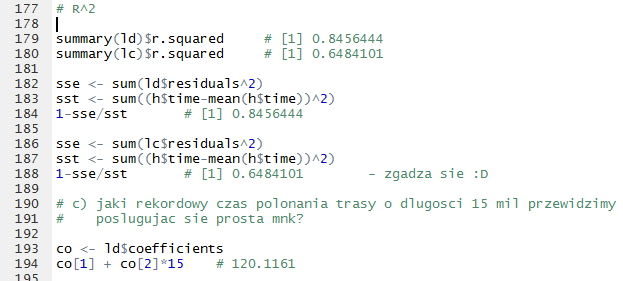 177 # R^2
178
179 summary(ld)$r.squared # [1] 0.8456444
180 summary(lc)$r.squared # [1] 0.6484101
181
182 sse <- sum(ld$residuals^2)
183 sst <- sum((h$time-mean(h$time))^2)
184 1-sse/sst # [1] 0.8456444
185
186 sse <- sum(lc$residuals^2)
187 sst <- sum((h$time-mean(h$time))^2)
188 1-sse/sst # [1] 0.6484101 - zgadza sie :D
189
190 # c) jaki rekordowy czas polonania trasy o dlugosci 15 mil przewidzimy
191 # poslugujac sie prosta mnk?
192
193 co <- ld$coefficients
194 co[1] + co[2]*15 # 120.1161
195